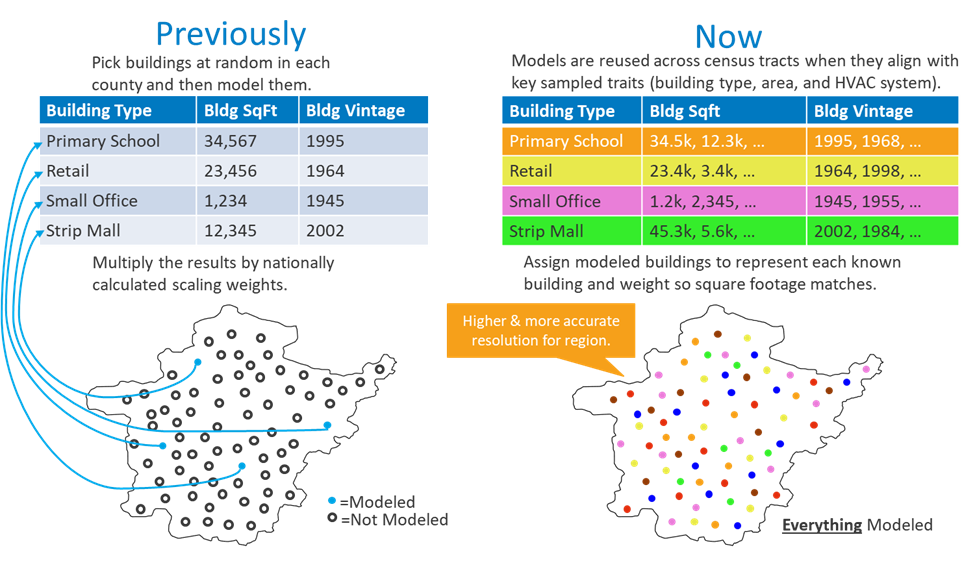 Previously
Pick buildings at random in each
county and then model them.
Building Type Bldg SqFt Bldg Vintage
Primary School 34,567 1995
Retail 23,456 1964
Small Office 1,234 1945
Strip Mall 12,345 2002
Multiply the results by nationally
calculated scaling weights.
=Modeled
=Not Modeled
Now
Models are reused across census tracts when they align with
key sampled traits (building type, area, and HVAC system).
Building Type Bldg Sqft Bldg Vintage
Primary School 34.5k, 12.3k, ... 1995, 1968, ...
Retail 23.4k, 3.4k, ... 1964, 1998, ...
Small Office 1.2k, 2,345, ... 1945, 1955, ...
Strip Mall 45.3k, 5.6k, ... 2002, 1984, ...
Assign modeled buildings to represent each known
building and weight so square footage matches.
Higher & more accurate
resolution for region.
Everything Modeled